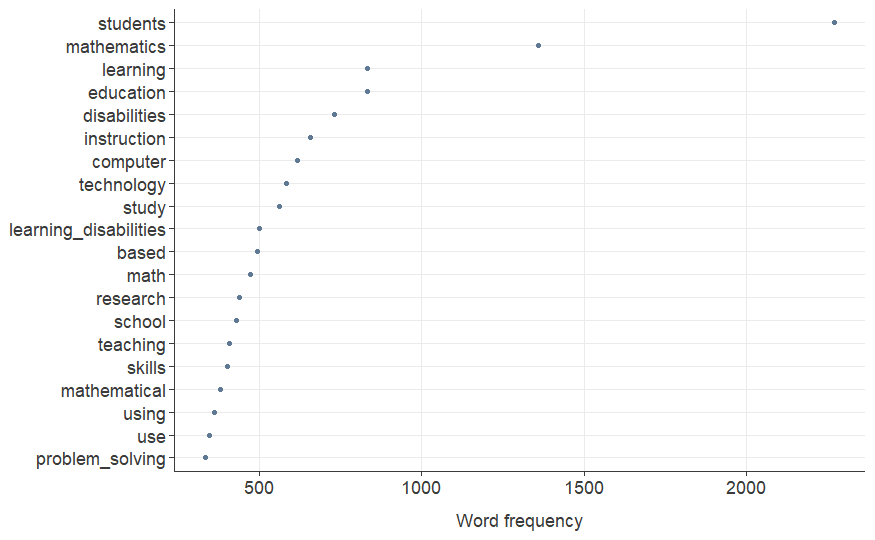 students
mathematics
learning
education
disabilities
instruction
computer
technology
study
learning_disabilities
based
math
research
school
teaching
skills
mathematical
using
use
problem_solving
500 1000 1500 2000
Word frequency